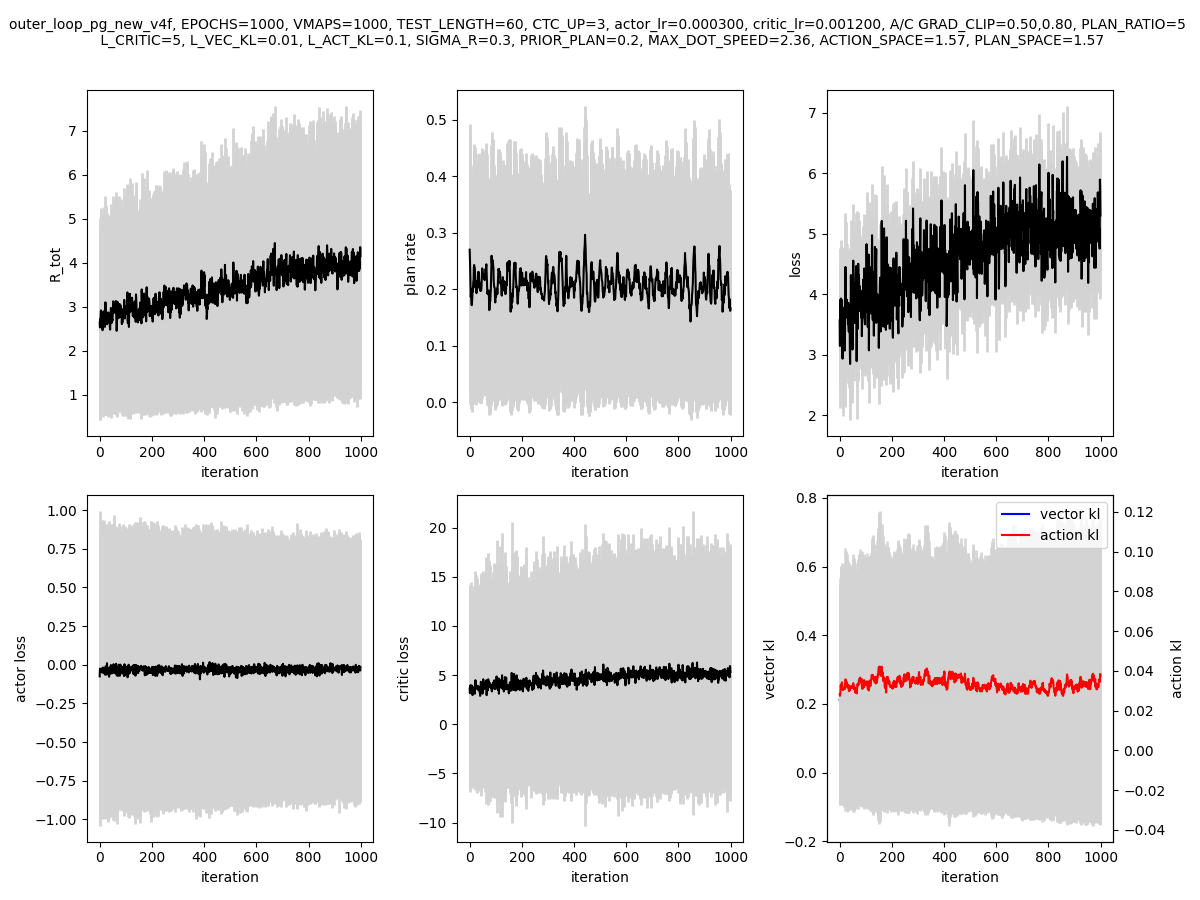 outer_loop_pg_new_v4f, EPOCHS=1000, VMAPS=1000, TEST_LENGTH=60, CTC_UP=3, actor_lr=0.000300, critic_lr=0.001200, A/C GRAD_CLIP=0.50,0.80, PLAN_RATIO=5
L_CRITIC=5, L_VEC_KL=0.01, L_ACT_KL=0.1, SIGMA_R=0.3, PRIOR_PLAN=0.2, MAX_DOT_SPEED=2.36, ACTION_SPACE=1.57, PLAN_SPACE=1.57
R_tot
7
6
5
4
3
2
1
0 200 400 600 800 1000
iteration
plan rate
0.5
0.4
0.3
0.2
0.1
0.0
0 200 400 600 800 1000
iteration
loss
7
6
5
4
3
2
0 200 400 600 800 1000
iteration
actor loss
1.00
0.75
0.50
0.25
0.00
−0.25
−0.50
−0.75
−1.00
0 200 400 600 800 1000
iteration
critic loss
20
15
10
5
0
−5
−10
0 200 400 600 800 1000
iteration
vector kl
0.8
0.6
0.4
0.2
0.0
−0.2
vector kl
action kl
0.12
0.10
0.08
0.06
0.04
0.02
0.00
−0.02
−0.04
action kl
0 200 400 600 800 1000
iteration